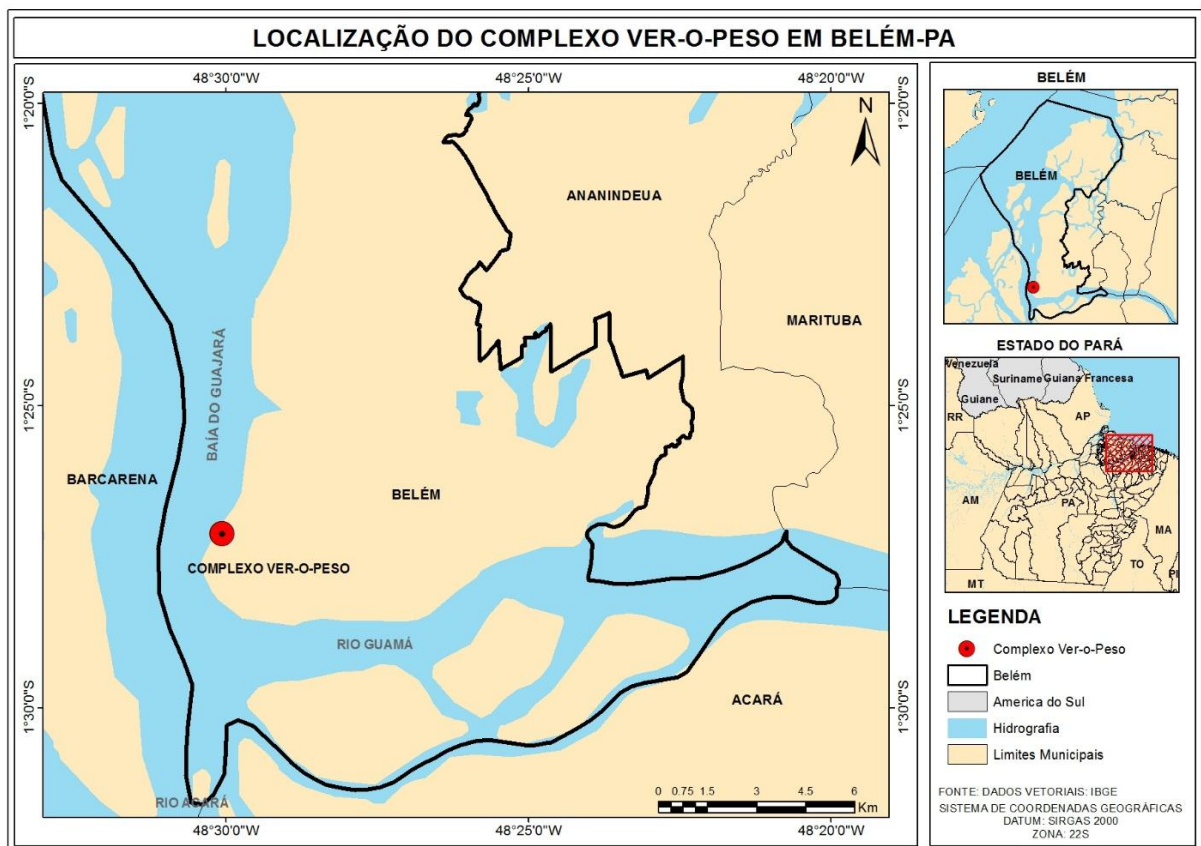 LOCALIZAÇÃO DO COMPLEXO VER-O-PESO EM BELÉM-PA
48°30'0"W 48°25'0"W 48°20'0"W
1°20'0"S 1°20'0"S
N
ANANINDEUA
MARITUBA
BAÍA DO GUAJARÁ
1°25'0"S 1°25'0"S
BARCARENA
BELÉM
COMPLEXO VER-O-PESO
RIO GUAMÁ
ACARÁ
1°30'0"S 1°30'0"S
RIO ACARÁ
0 0.75 1.5 3 4.5 6
Km
48°30'0"W 48°25'0"W 48°20'0"W
BELÉM
BELÉM
ESTADO DO PARÁ
Venezuela
Suriname Guiana Francesa
Guiane
RR AP
AM PA MA
TO
MT PI
LEGENDA
Complexo Ver-o-Peso
Belém
America do Sul
Hidrografia
Limites Municipais
FONTE: DADOS VETORIAIS: IBGE
SISTEMA DE COORDENADAS GEOGRÁFICAS
DATUM: SIRGAS 2000
ZONA: 22S